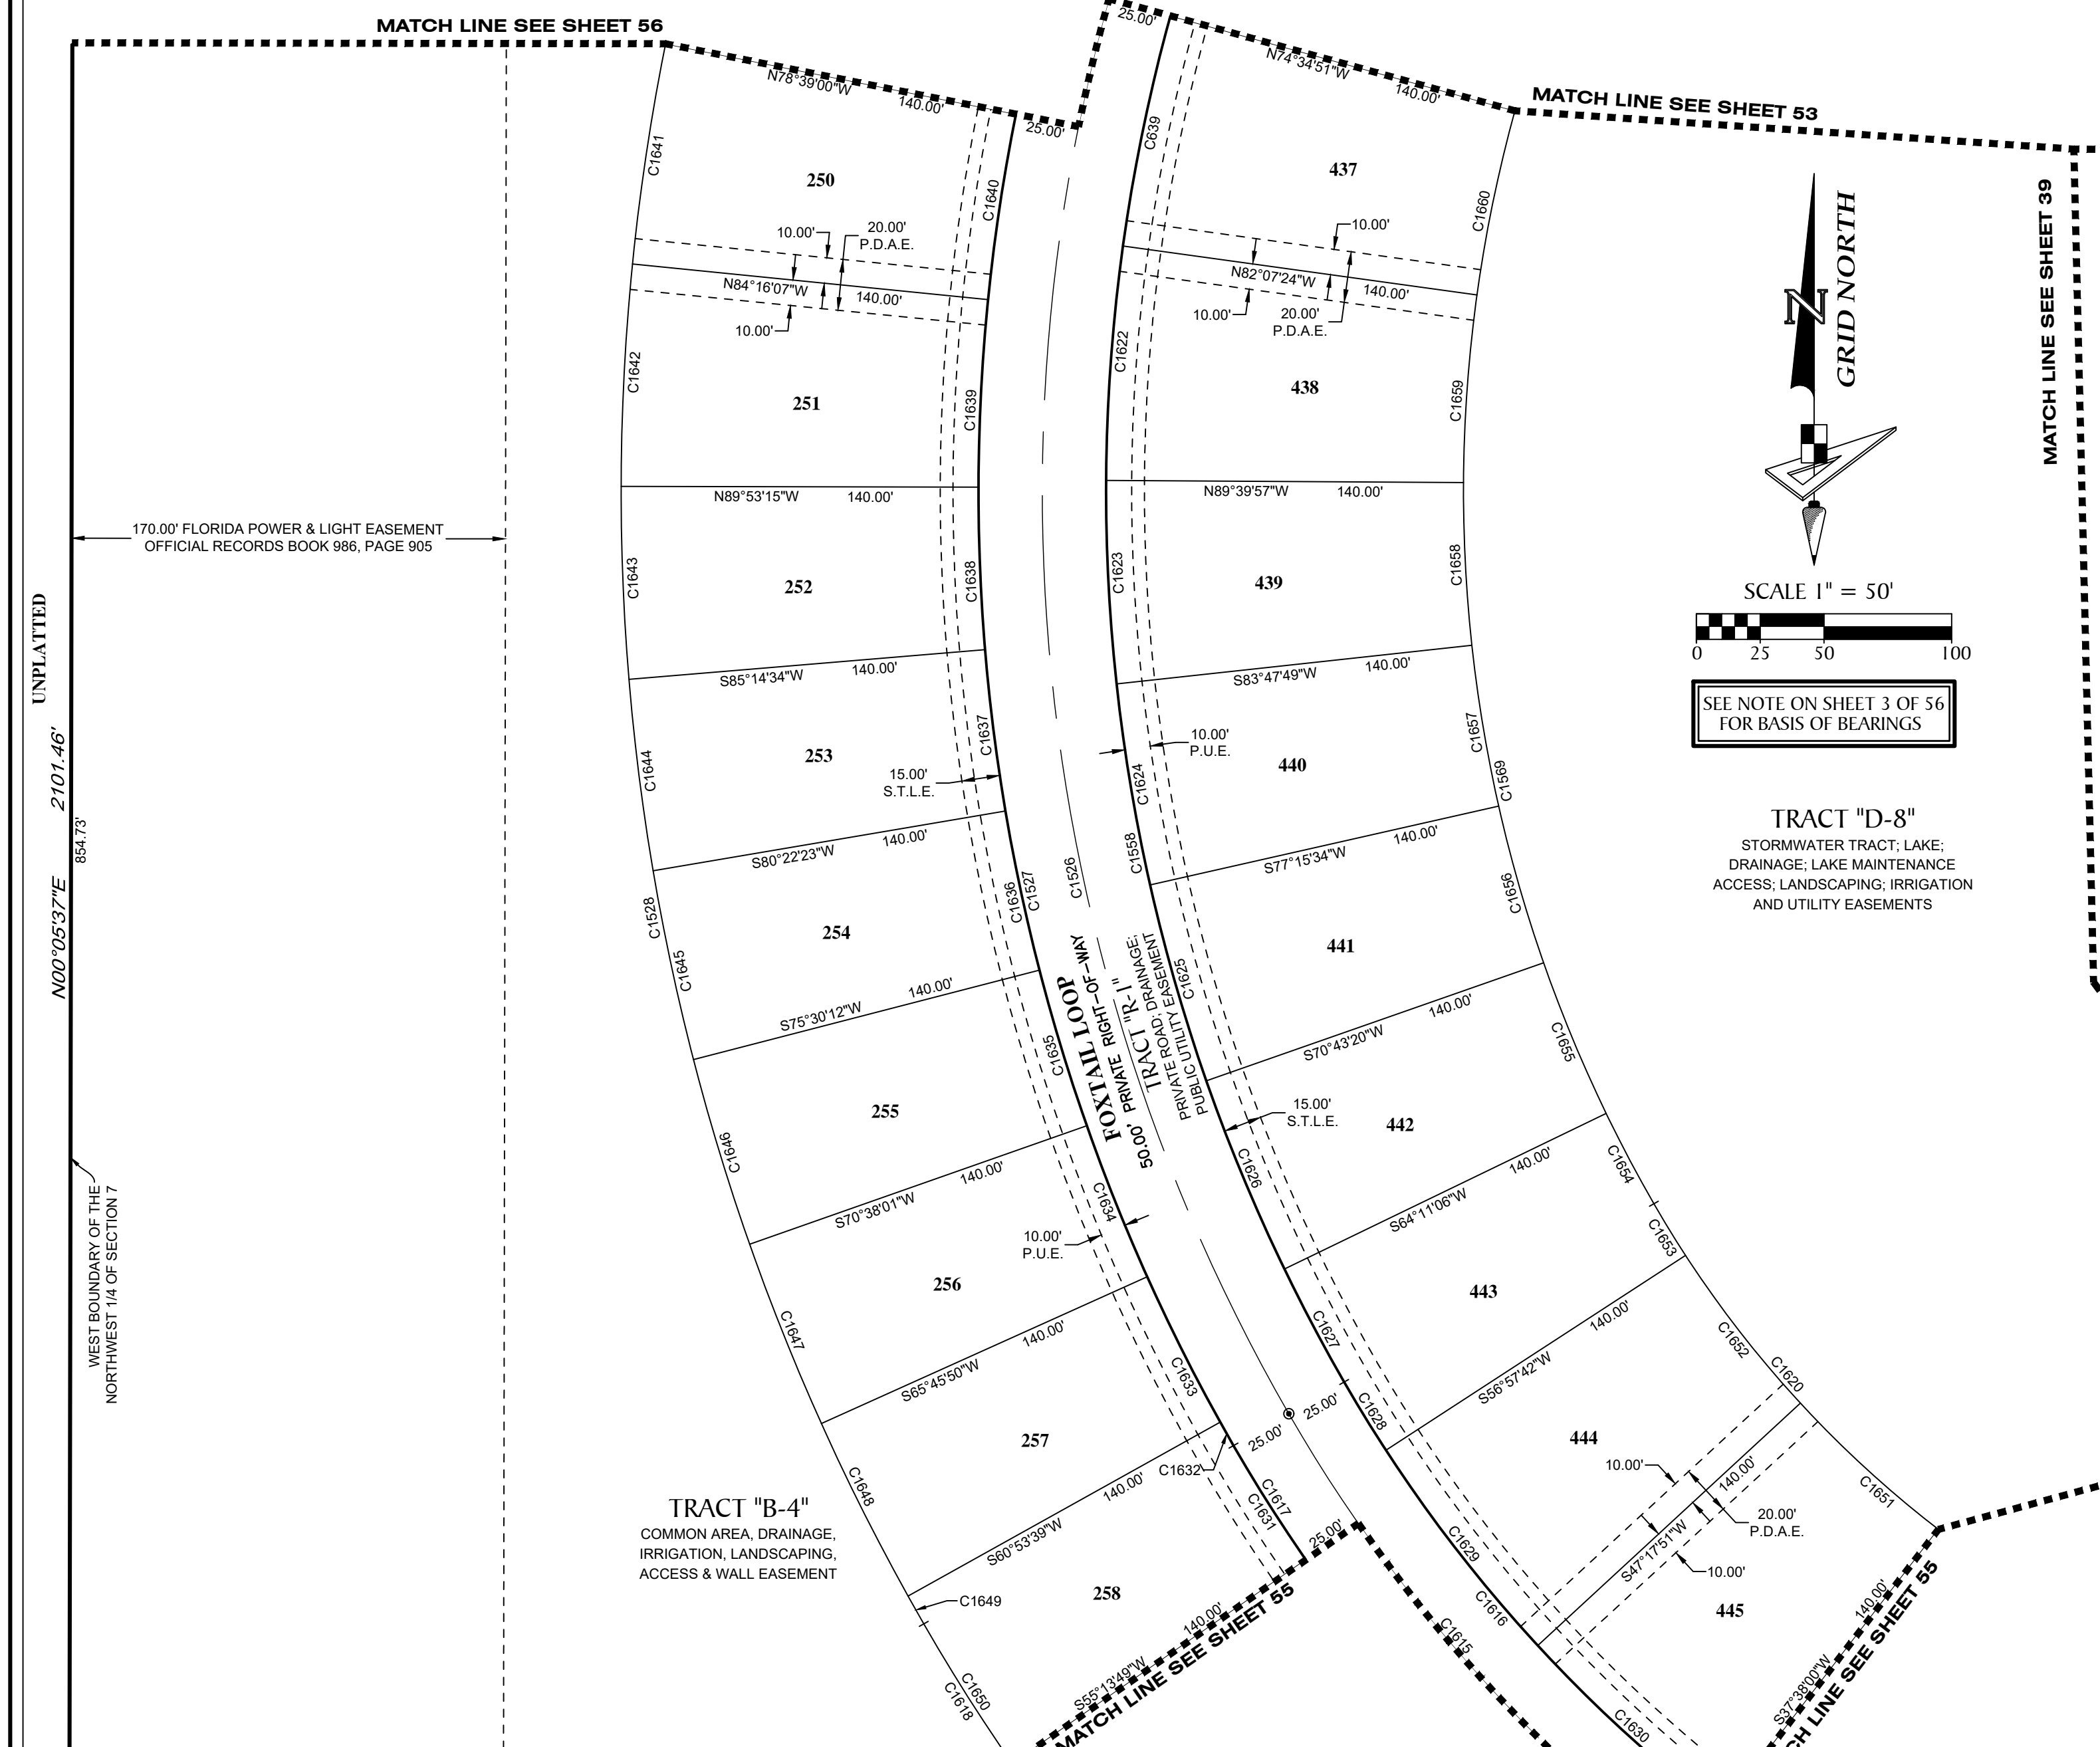 MATCH LINE SEE SHEET 56
25.00'
N74°34'51"W
140.00'
MATCH LINE SEE SHEET 53
N78°39'00"W
140.00'
25.00'
C1641
250
C1640
C639
437
C1660
10.00'
20.00'
P.D.A.E.
10.00'
N84°16'07"W
140.00'
10.00'
N82°07'24"W
140.00'
10.00'
20.00'
P.D.A.E.
MATCH LINE SEE SHEET 39
N
GRID NORTH
C1642
251
C1639
C1622
438
C1659
N89°53'15"W
140.00'
N89°39'57"W
140.00'
170.00' FLORIDA POWER & LIGHT EASEMENT
OFFICIAL RECORDS BOOK 986, PAGE 905
C1643
252
C1638
C1623
439
C1658
SCALE 1" = 50'
0 25 50 100
SEE NOTE ON SHEET 3 OF 56
FOR BASIS OF BEARINGS
UNPLATTED
S85°14'34"W
140.00'
S83°47'49"W
140.00'
C1644
253
C1637
15.00'
S.T.L.E.
10.00'
P.U.E.
C1624
440
C1657
C1569
N00°05'37"E 2101.46'
854.73'
TRACT "D-8"
STORMWATER TRACT; LAKE;
DRAINAGE; LAKE MAINTENANCE
ACCESS; LANDSCAPING; IRRIGATION
AND UTILITY EASEMENTS
S80°22'23"W
140.00'
C1558
S77°15'34"W
140.00'
C1528
C1645
254
C1636
C1527
C1526
441
C1656
FOXTAIL LOOP
50.00' PRIVATE RIGHT-OF-WAY
TRACT "R-1"
PRIVATE ROAD; DRAINAGE;
PUBLIC UTILITY EASEMENT
C1625
S75°30'12"W
140.00'
S70°43'20"W
140.00'
C1646
255
C1635
15.00'
S.T.L.E.
442
C1655
WEST BOUNDARY OF THE
NORTHWEST 1/4 OF SECTION 7
S70°38'01"W
140.00'
C1634
C1626
S64°11'06"W
140.00'
C1654
10.00'
P.U.E.
256
C1647
443
C1653
S65°45'50"W
140.00'
C1633
C1627
S56°57'42"W
140.00'
C1652
C1620
257
C1648
25.00'
25.00'
C1628
444
C1632
10.00'
140.00'
20.00'
P.D.A.E.
C1651
TRACT "B-4"
COMMON AREA, DRAINAGE,
IRRIGATION, LANDSCAPING,
ACCESS & WALL EASEMENT
S60°53'39"W
140.00'
C1617
C1631
25.00'
C1629
S47°17'51"W
10.00'
C1649
258
C1616
445
140.00'
MATCH LINE SEE SHEET 55
S55°13'49"W
140.00'
C1615
C1650
C1618
C1630
S37°38'00"W
CH LINE SEE SHEET 55